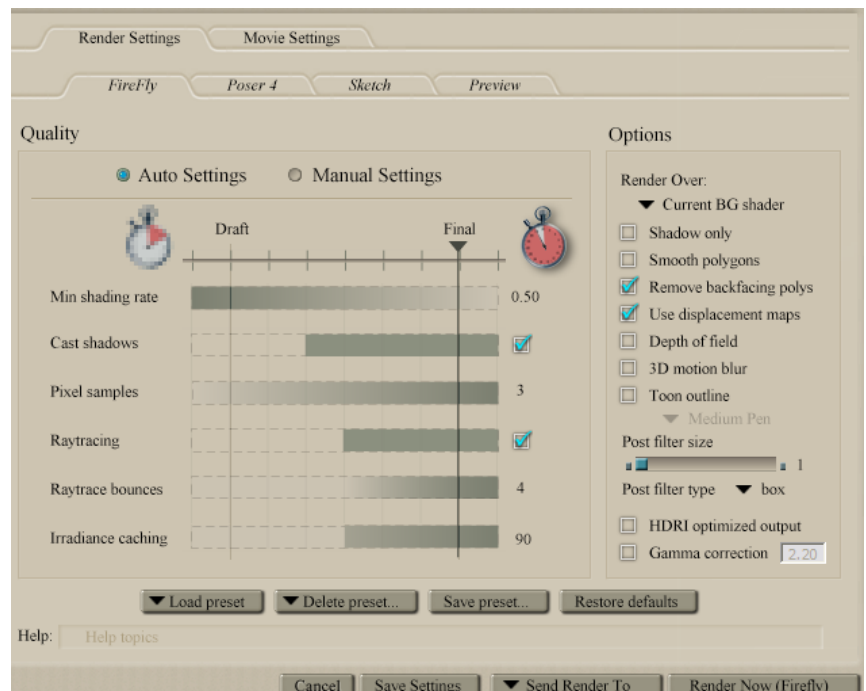 Render Settings Movie Settings
FireFly Poser 4 Sketch Preview
Quality
Auto Settings Manual Settings
Draft Final
Min shading rate 0.50
Cast shadows
Pixel samples 3
Raytracing
Raytrace bounces 4
Irradiance caching 90
Options
Render Over:
Current BG shader
Shadow only
Smooth polygons
Remove backfacing polys
Use displacement maps
Depth of field
3D motion blur
Toon outline
Medium Pen
Post filter size
1
Post filter type box
HDRI optimized output
Gamma correction 2.20
Load preset Delete preset... Save preset... Restore defaults
Help: Help topics
Cancel Save Settings Send Render To Render Now (Firefly)